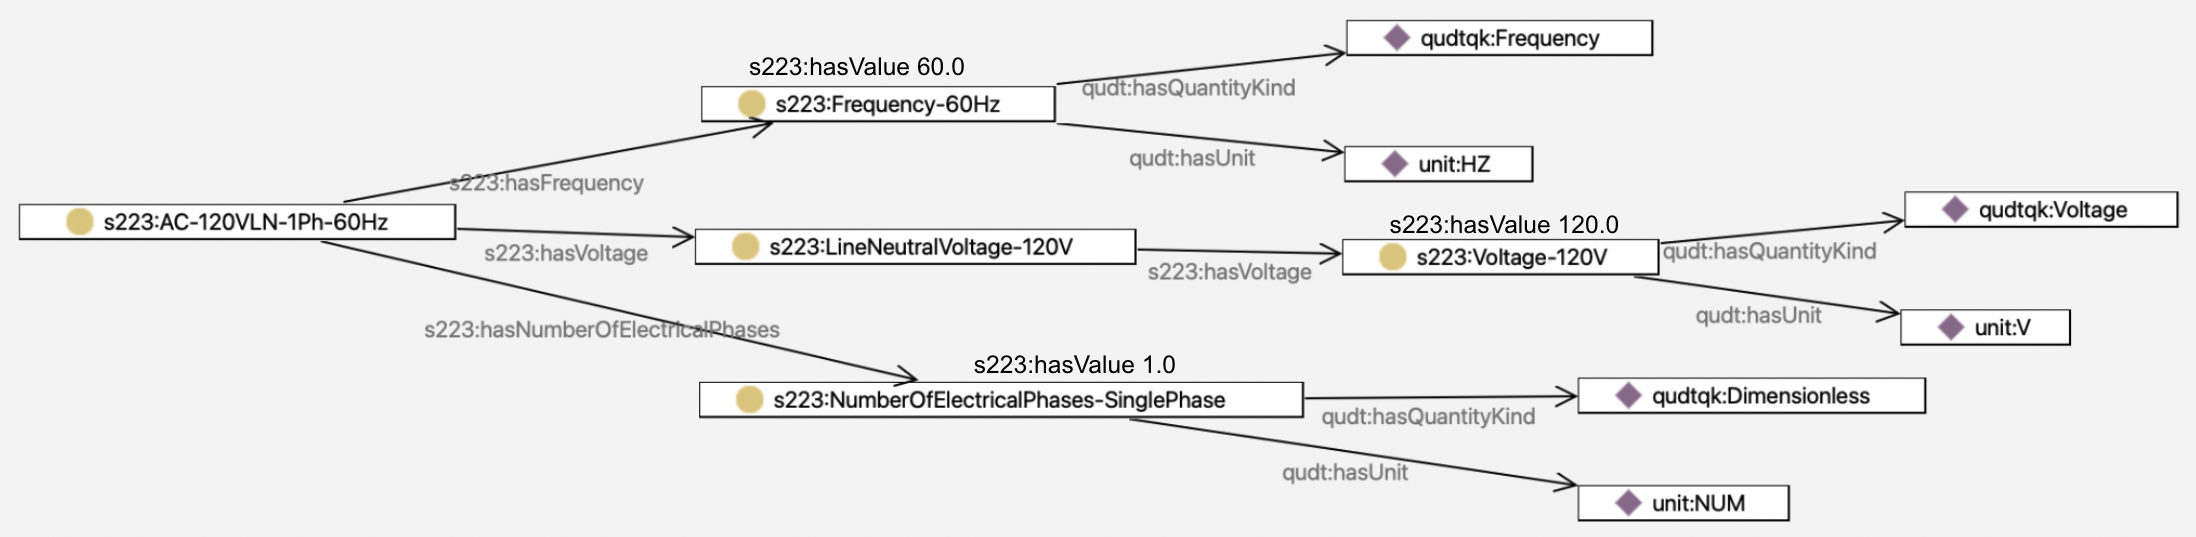 qudtqk:Frequency
s223:hasValue 60.0
qudt:hasQuantityKind
s223:Frequency-60Hz
qudt:hasUnit
unit:HZ
s223:hasFrequency
s223:AC-120VLN-1Ph-60Hz
s223:hasVoltage
s223:LineNeutralVoltage-120V
s223:hasVoltage
s223:hasValue 120.0
s223:Voltage-120V
qudtqk:Voltage
qudt:hasQuantityKind
qudt:hasUnit
unit:V
s223:hasNumberOfElectricalPhases
s223:hasValue 1.0
s223:NumberOfElectricalPhases-SinglePhase
qudtqk:Dimensionless
qudt:hasQuantityKind
qudt:hasUnit
unit:NUM